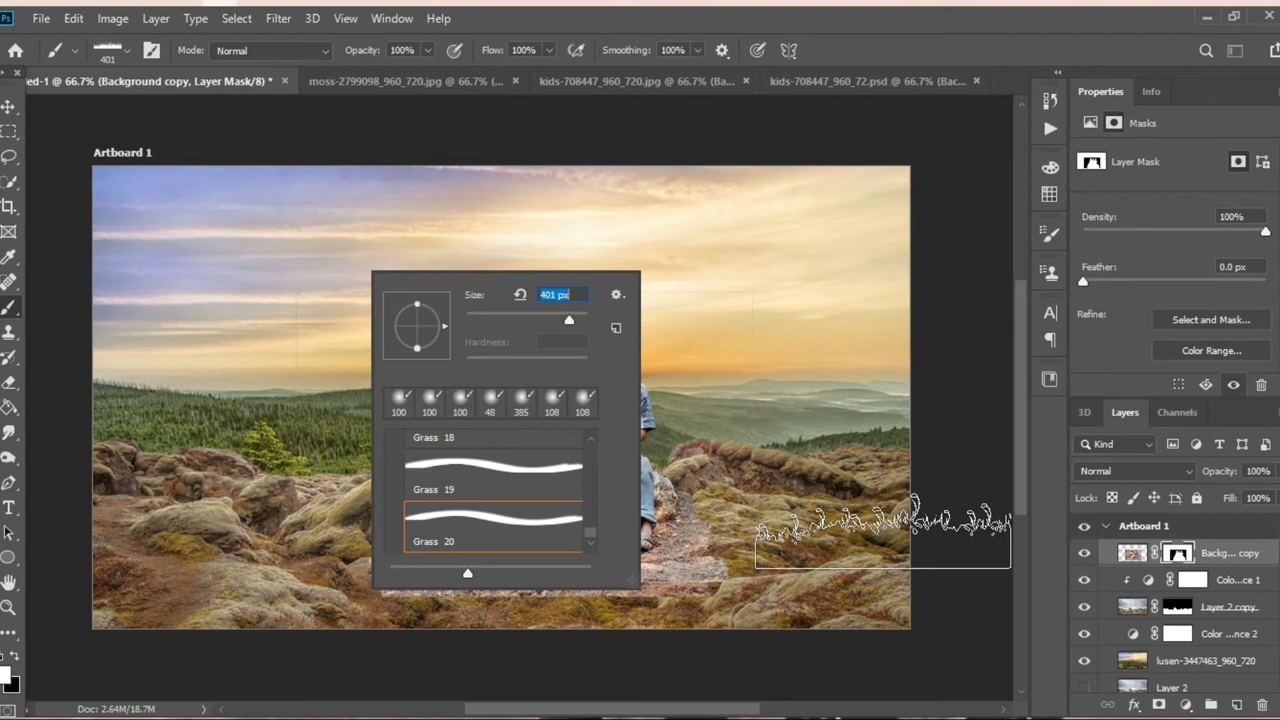 Ps File Edit Image Layer Type Select Filter 3D View Window Help
401 Mode: Normal Opacity: 100% Flow: 100% Smoothing: 100%
ed-1 @ 66.7% (Background copy, Layer Mask/8) * moss-2799098_960_720.jpg @ 66.7% (... kids-708447_960_720.jpg @ 66.7% (Ba... kids-708447_960_72.psd @ 66.7% (Bac...
Artboard 1
Size: 401 px
Hardness:
100 100 100 48 385 108 108
Grass 18
Grass 19
Grass 20
Properties Info
Masks
Layer Mask
Density: 100%
Feather: 0.0 px
Refine: Select and Mask...
Color Range...
3D Layers Channels
Kind
Normal Opacity: 100%
Lock: Fill: 100%
Artboard 1
Backg... copy
Colo...ce 1
Layer 2 copy
Color ...nce 2
lusen-3447463_960_720
Layer 2
Doc: 2.64M/18.7M